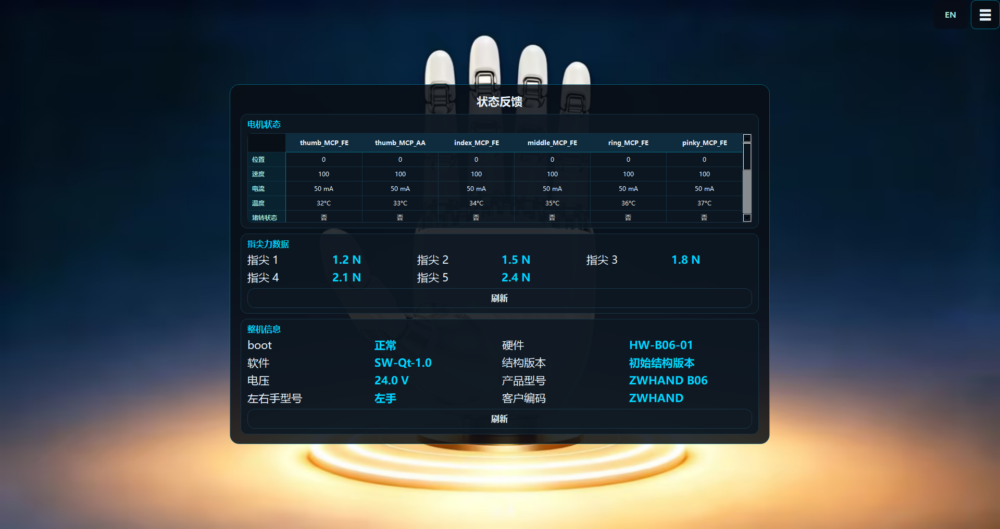 EN
状态反馈
电机状态
thumb_MCP_FE thumb_MCP_AA index_MCP_FE middle_MCP_FE ring_MCP_FE pinky_MCP_FE
位置 0 0 0 0 0 0
速度 100 100 100 100 100 100
电流 50 mA 50 mA 50 mA 50 mA 50 mA 50 mA
温度 32°C 33°C 34°C 35°C 36°C 37°C
堵转状态 否 否 否 否 否 否
指尖力数据
指尖 1 1.2 N 指尖 2 1.5 N 指尖 3 1.8 N
指尖 4 2.1 N 指尖 5 2.4 N
刷新
整机信息
boot 正常 硬件 HW-B06-01
软件 SW-Qt-1.0 结构版本 初始结构版本
电压 24.0 V 产品型号 ZWHAND B06
左右手型号 左手 客户编码 ZWHAND
刷新